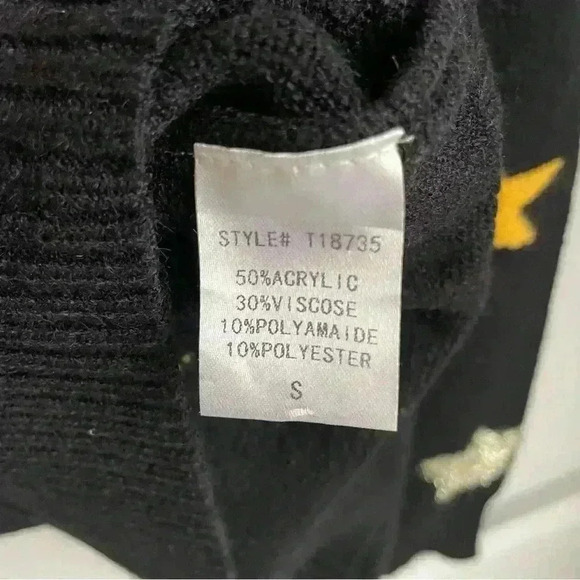 STYLE# T18735
50%ACRYLIC
30%VISCOSE
10%POLYAMAIDE
10%POLYESTER
S